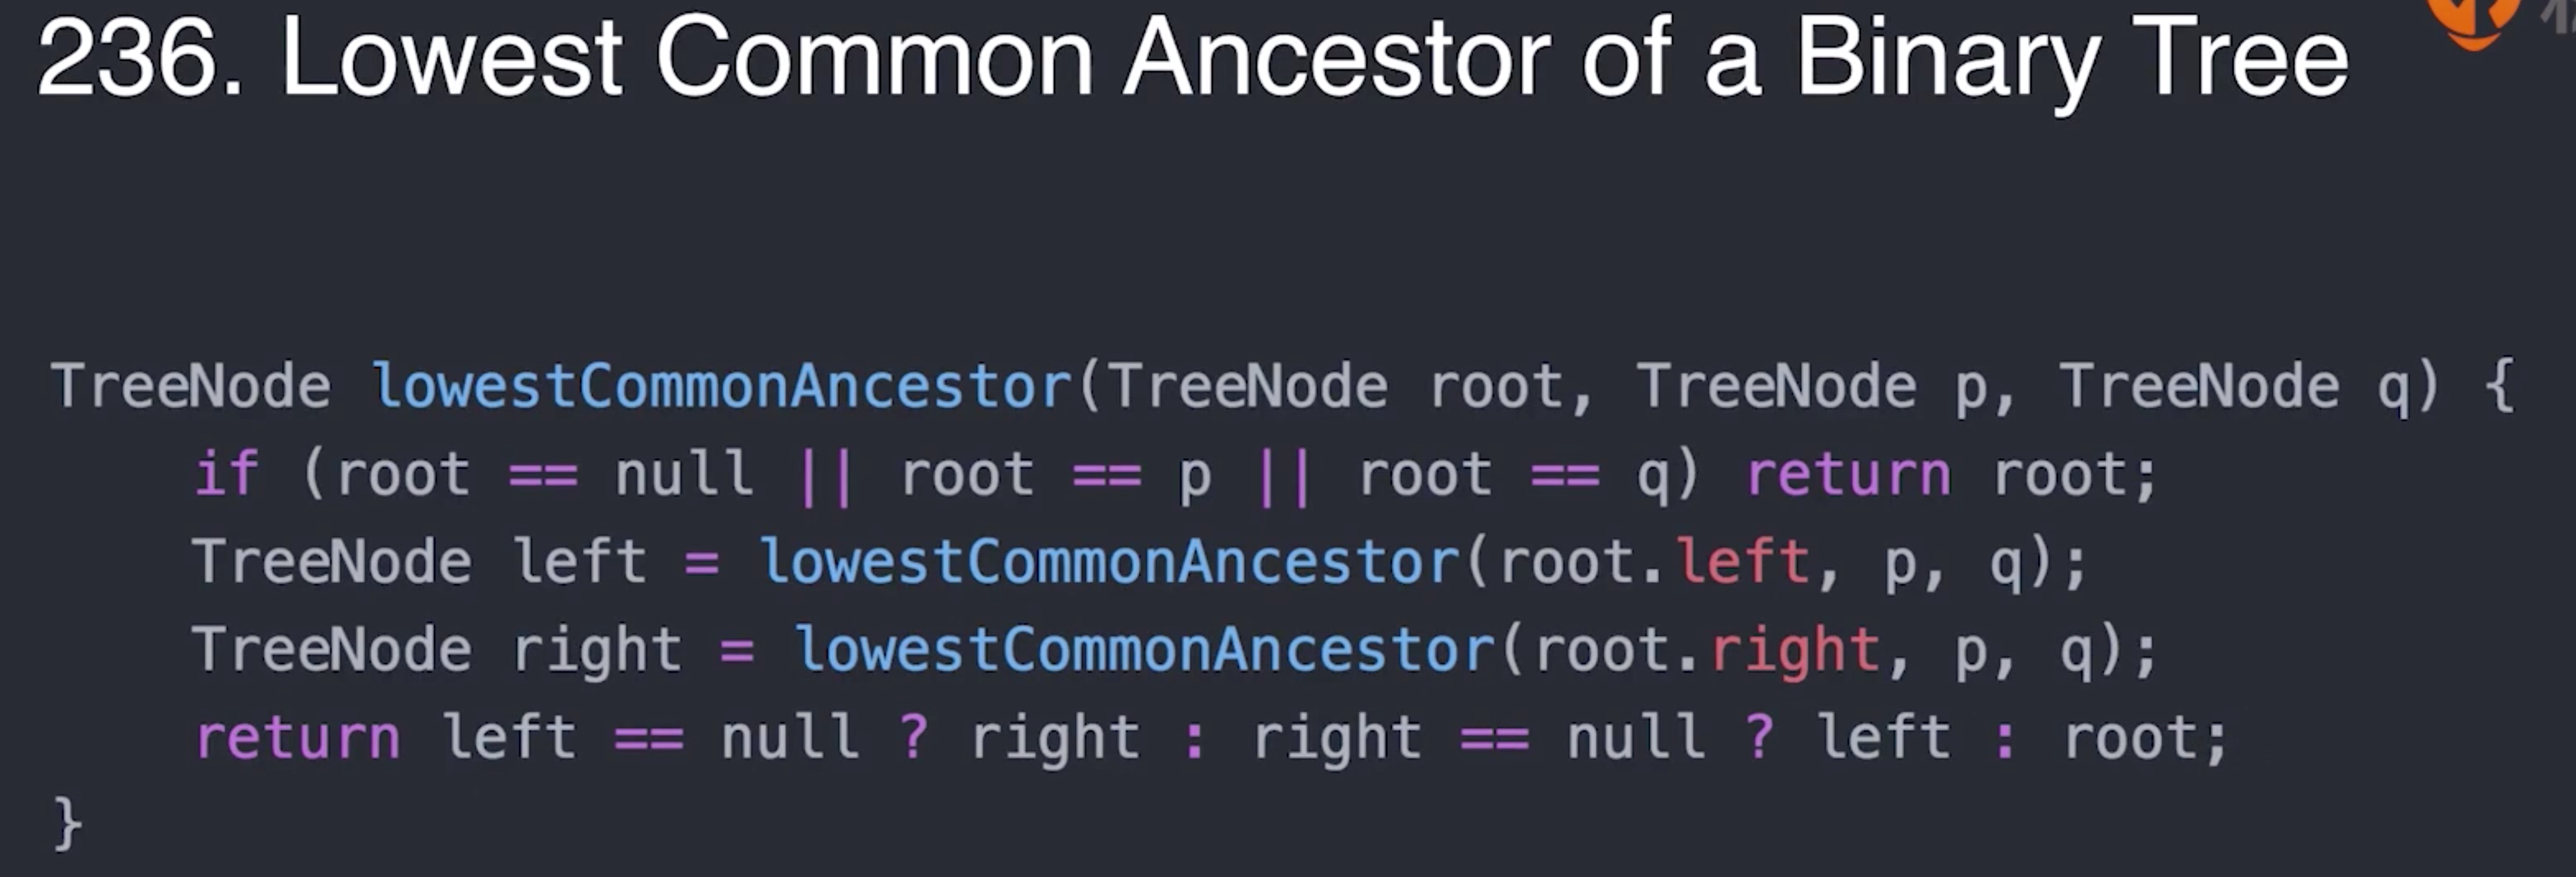 236. Lowest Common Ancestor of a Binary Tree
TreeNode lowestCommonAncestor(TreeNode root, TreeNode p, TreeNode q) {
    if (root == null || root == p || root == q) return root;
    TreeNode left = lowestCommonAncestor(root.left, p, q);
    TreeNode right = lowestCommonAncestor(root.right, p, q);
    return left == null ? right : right == null ? left : root;
}